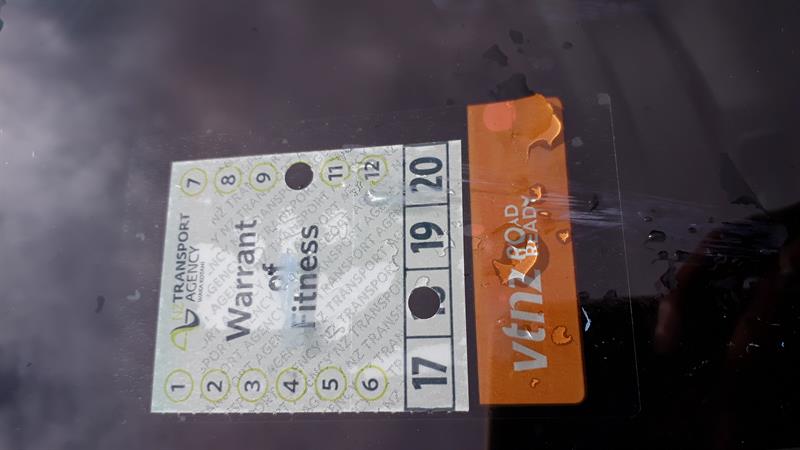 NZ TRANSPORT
AGENCY
WAKA KOTAHI
Warrant
of
Fitness
1 7
2 8
3 9
4
5 11
6 12
17 19 20
vtnz ROAD
READY